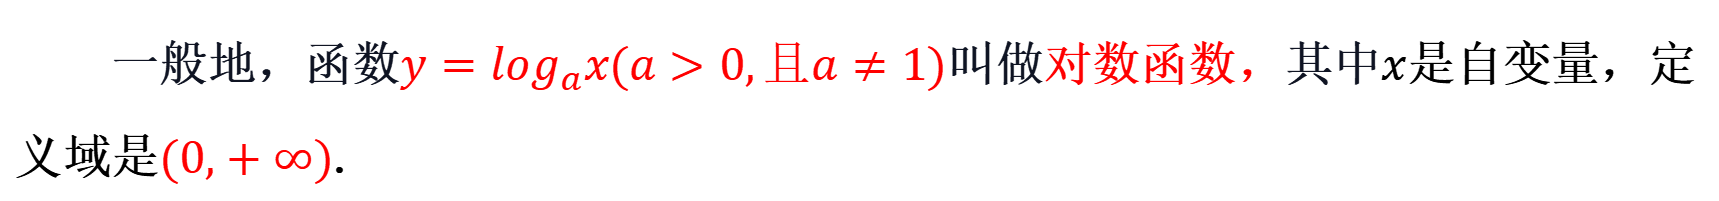 一般地，函数y = logₐx(a > 0, 且a ≠ 1)叫做对数函数，其中x是自变量，定
义域是(0, + ∞).